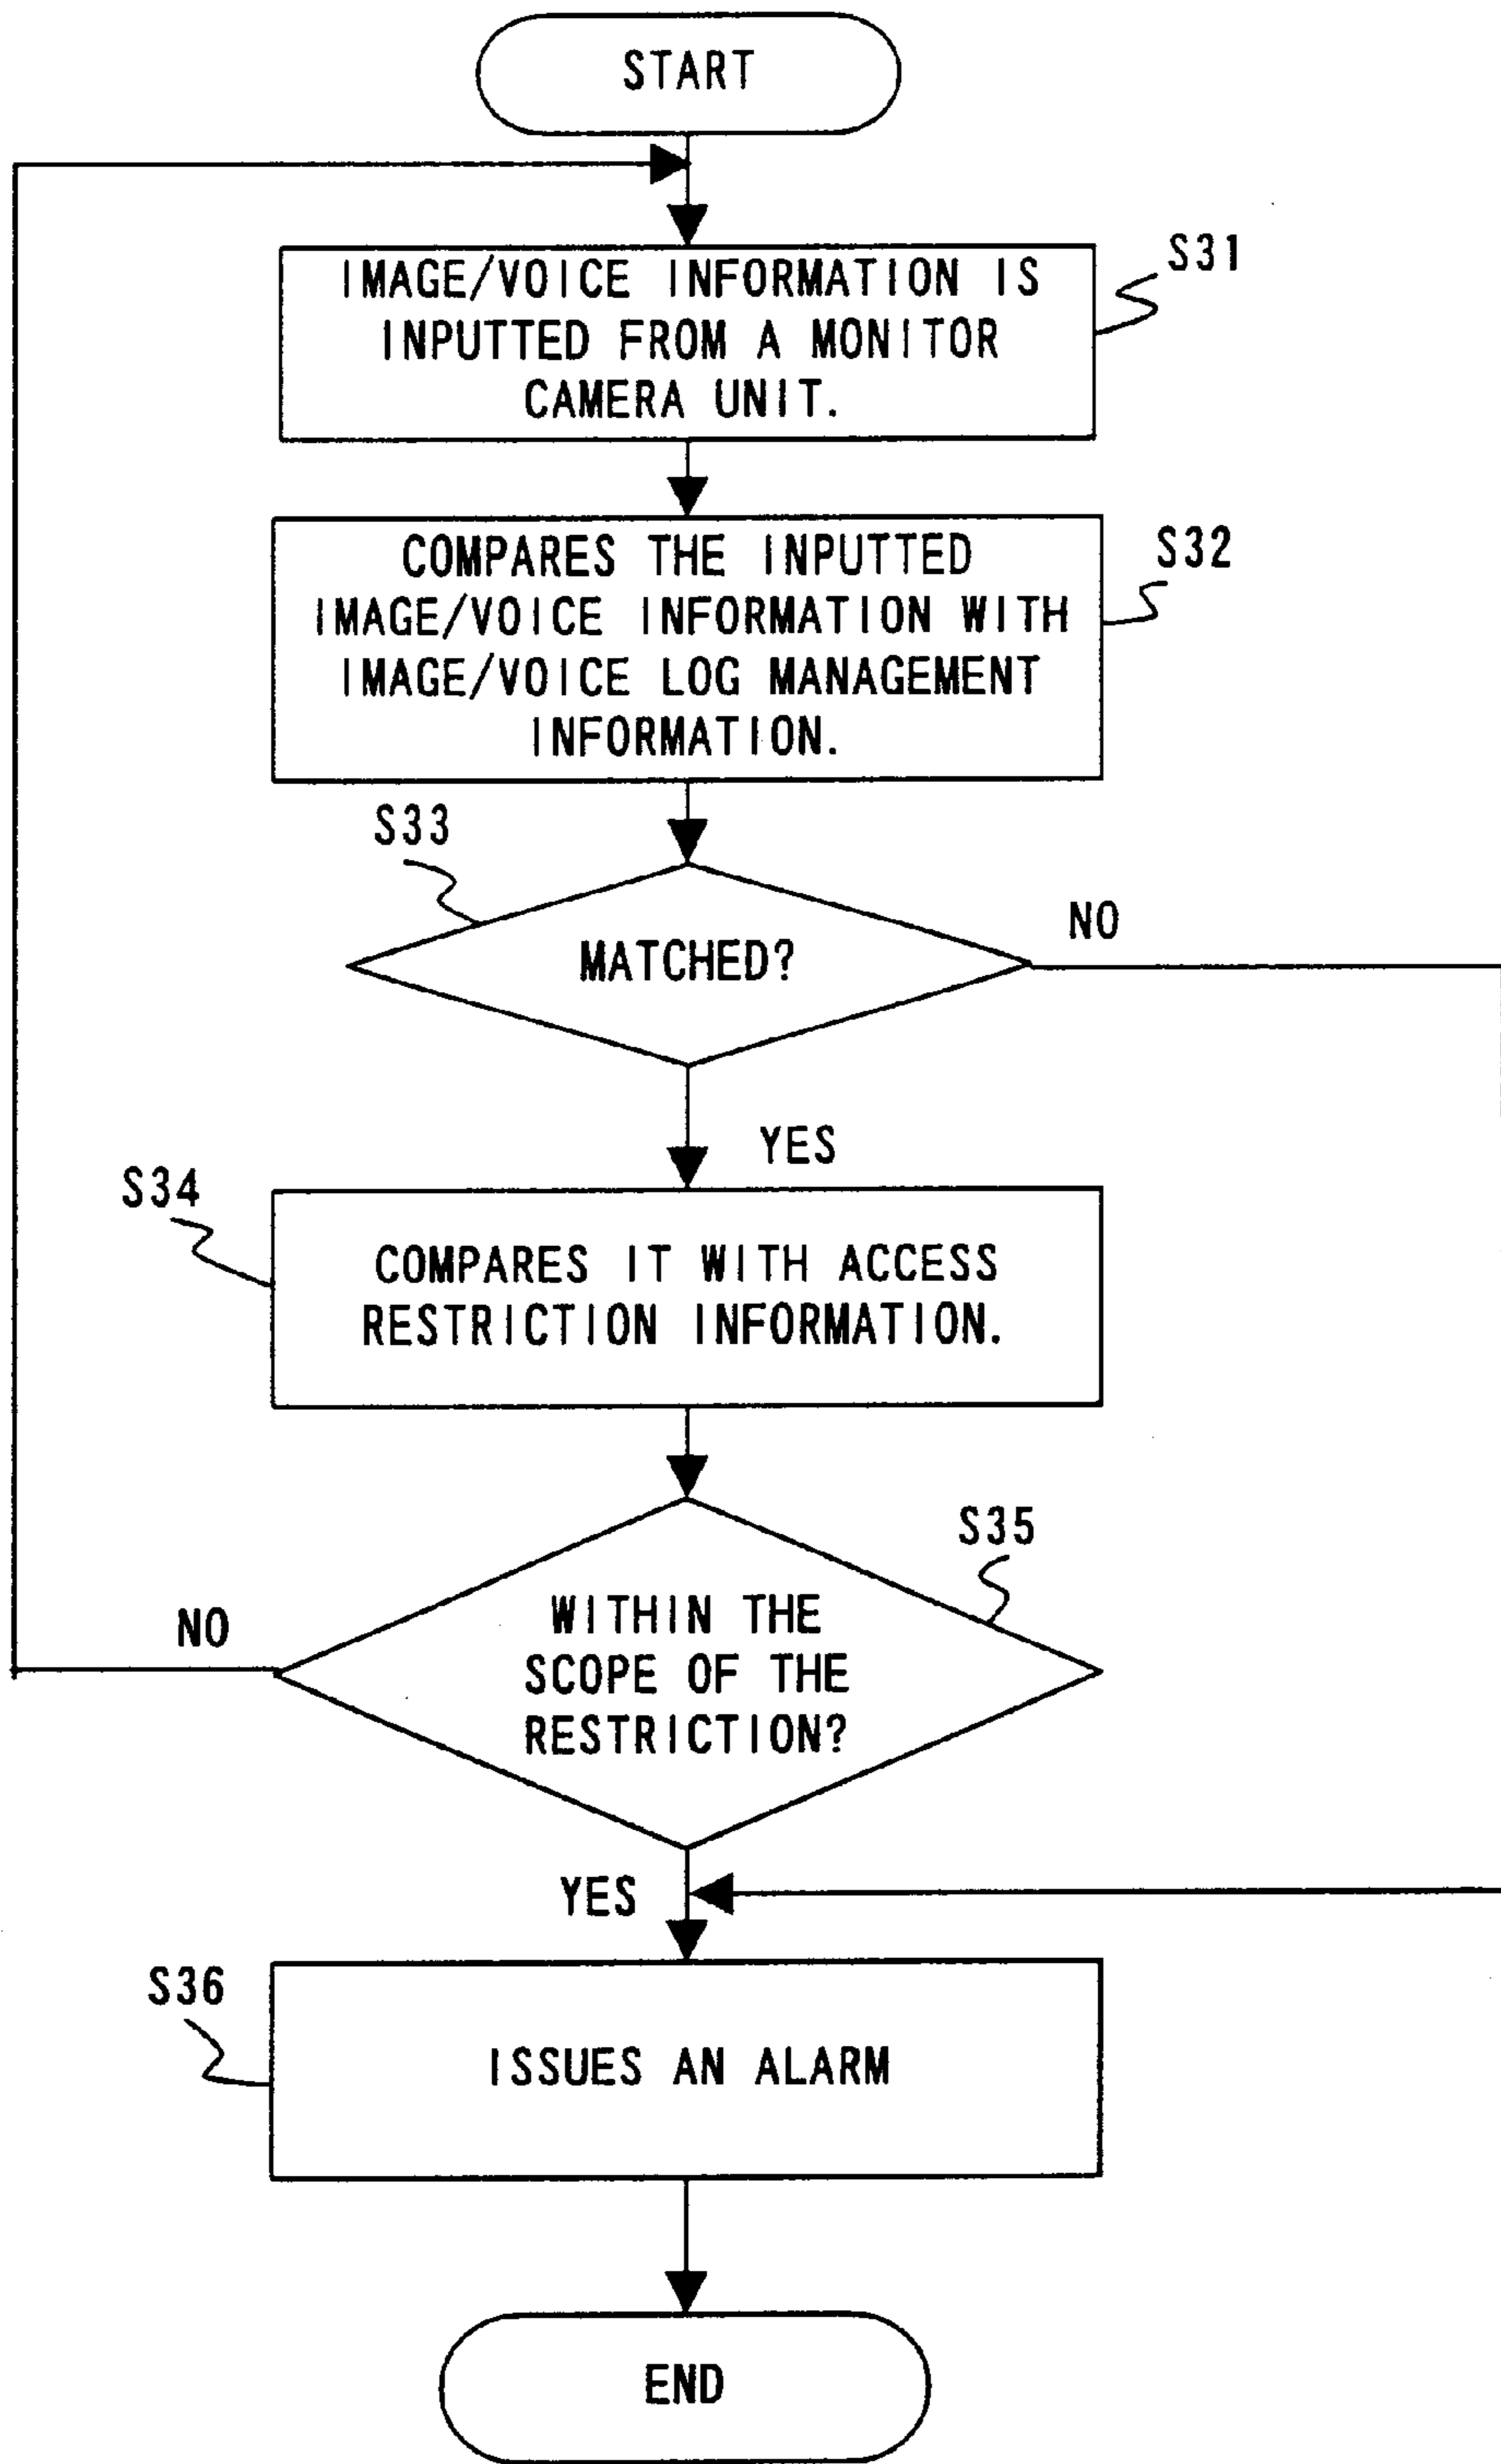 START
S31
IMAGE/VOICE INFORMATION IS
INPUTTED FROM A MONITOR
CAMERA UNIT.
S32
COMPARES THE INPUTTED
IMAGE/VOICE INFORMATION WITH
IMAGE/VOICE LOG MANAGEMENT
INFORMATION.
S33
MATCHED?
NO
YES
S34
COMPARES IT WITH ACCESS
RESTRICTION INFORMATION.
S35
WITHIN THE
SCOPE OF THE
RESTRICTION?
NO
YES
S36
ISSUES AN ALARM
END